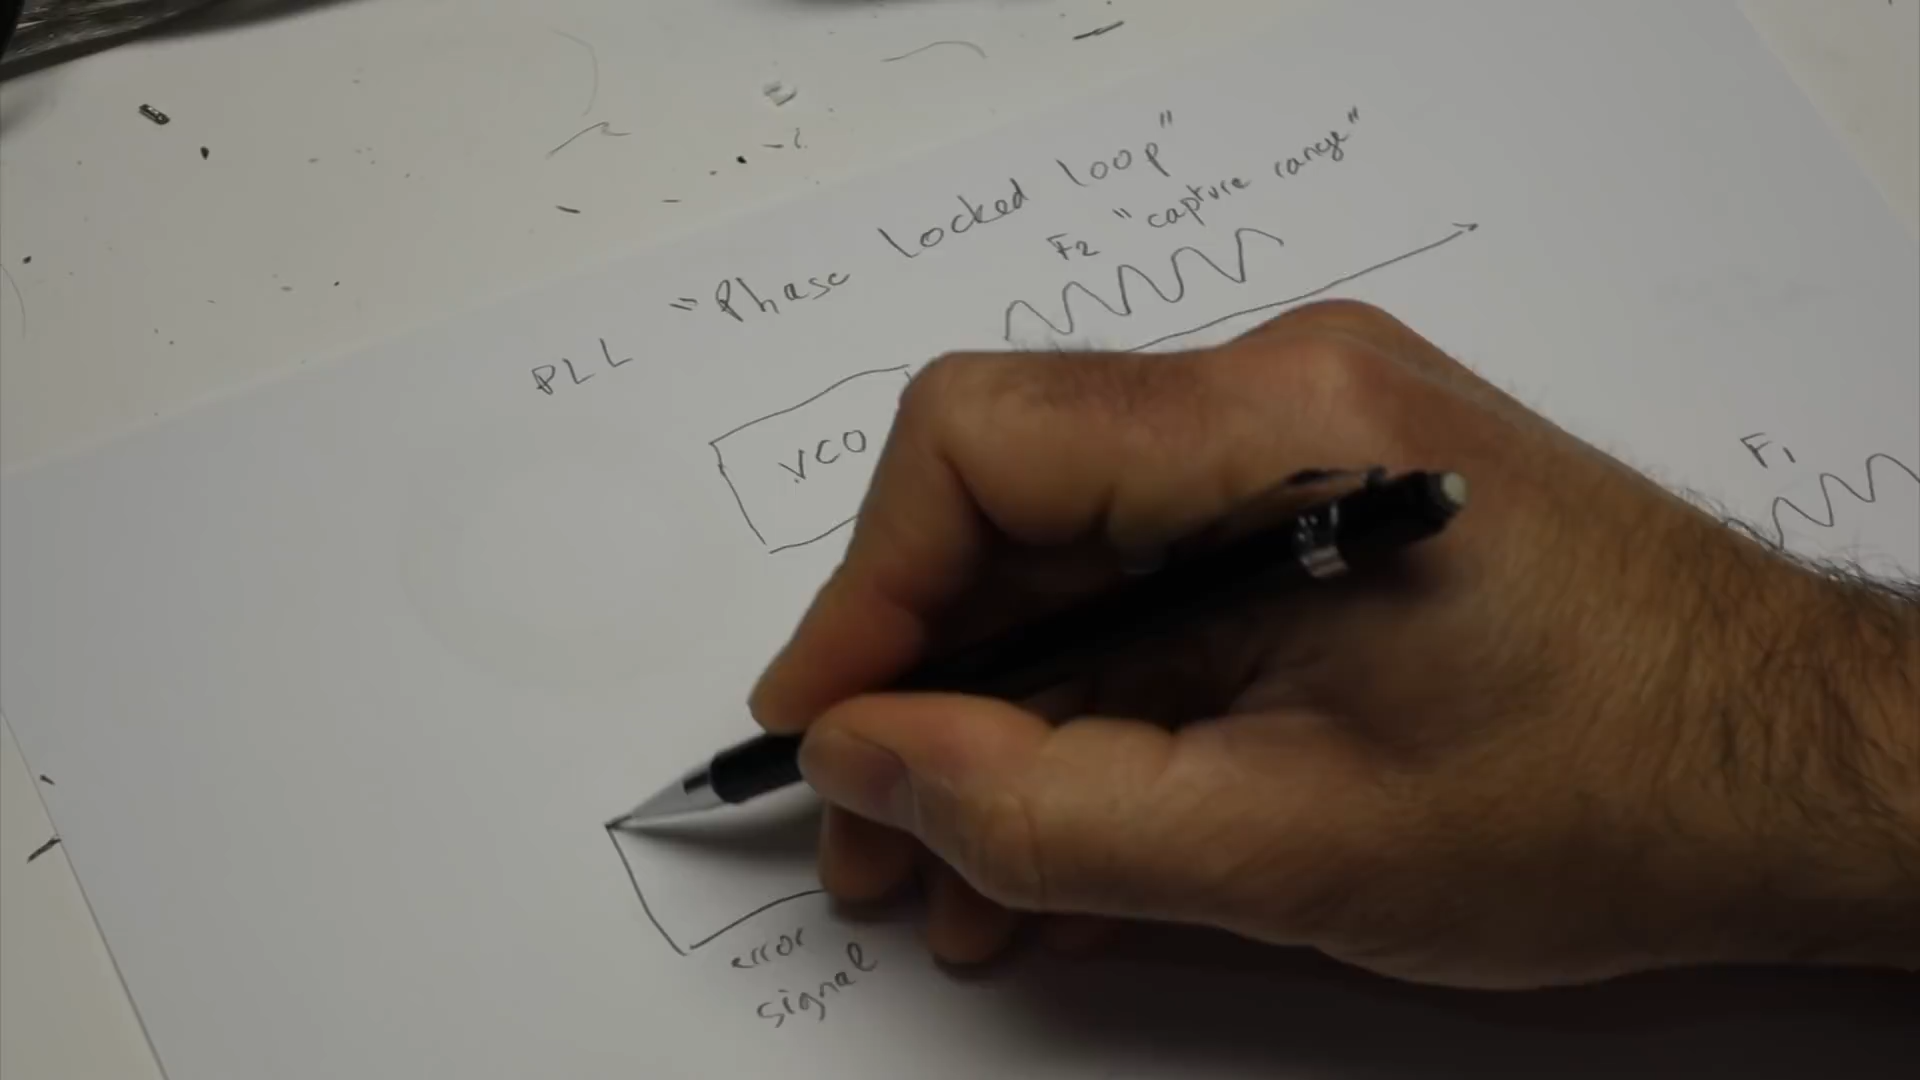 PLL "Phase locked loop"
F2 "capture range"
VCO
F1
error
signal